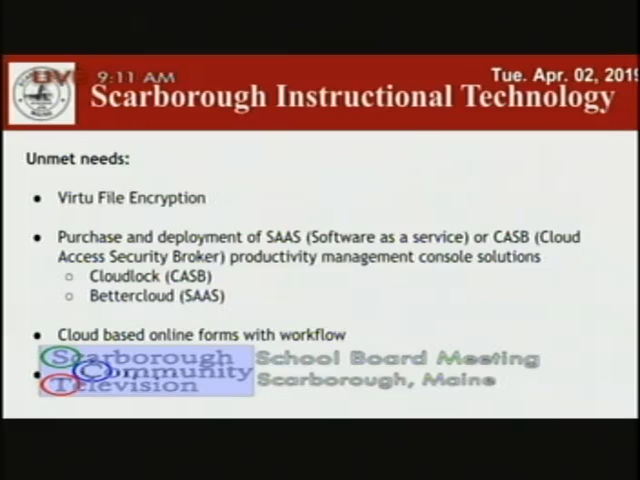 LIVE 9:11 AM
Tue. Apr. 02, 2019
Scarborough Instructional Technology
Unmet needs:
• Virtu File Encryption
• Purchase and deployment of SAAS (Software as a service) or CASB (Cloud
Access Security Broker) productivity management console solutions
○ Cloudlock (CASB)
○ Bettercloud (SAAS)
• Cloud based online forms with workflow
Scarborough
Community
Television
School Board Meeting
Scarborough, Maine